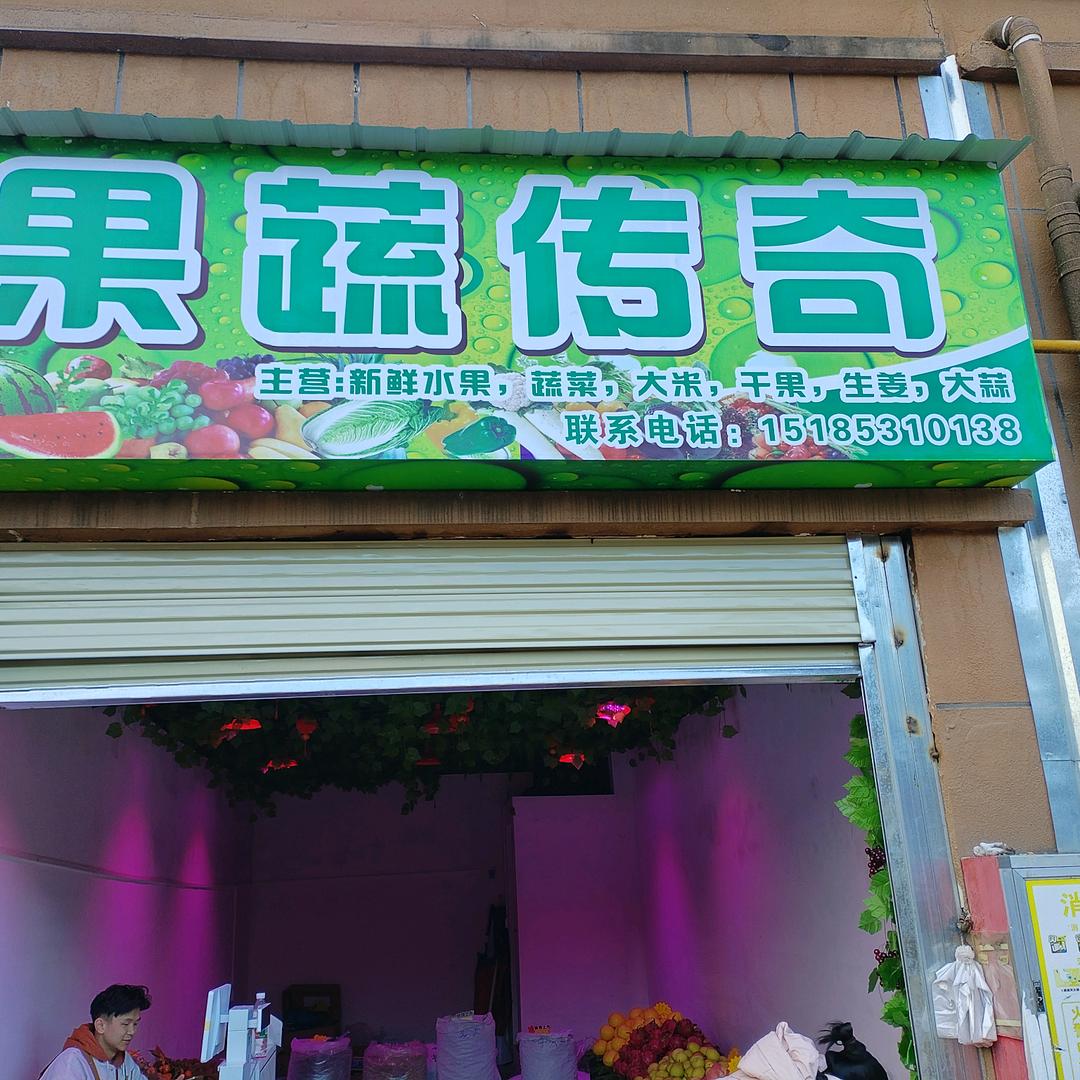 果蔬传奇
主营:新鲜水果，蔬菜，大米，干果，生姜，大蒜
联系电话：15185310138
消